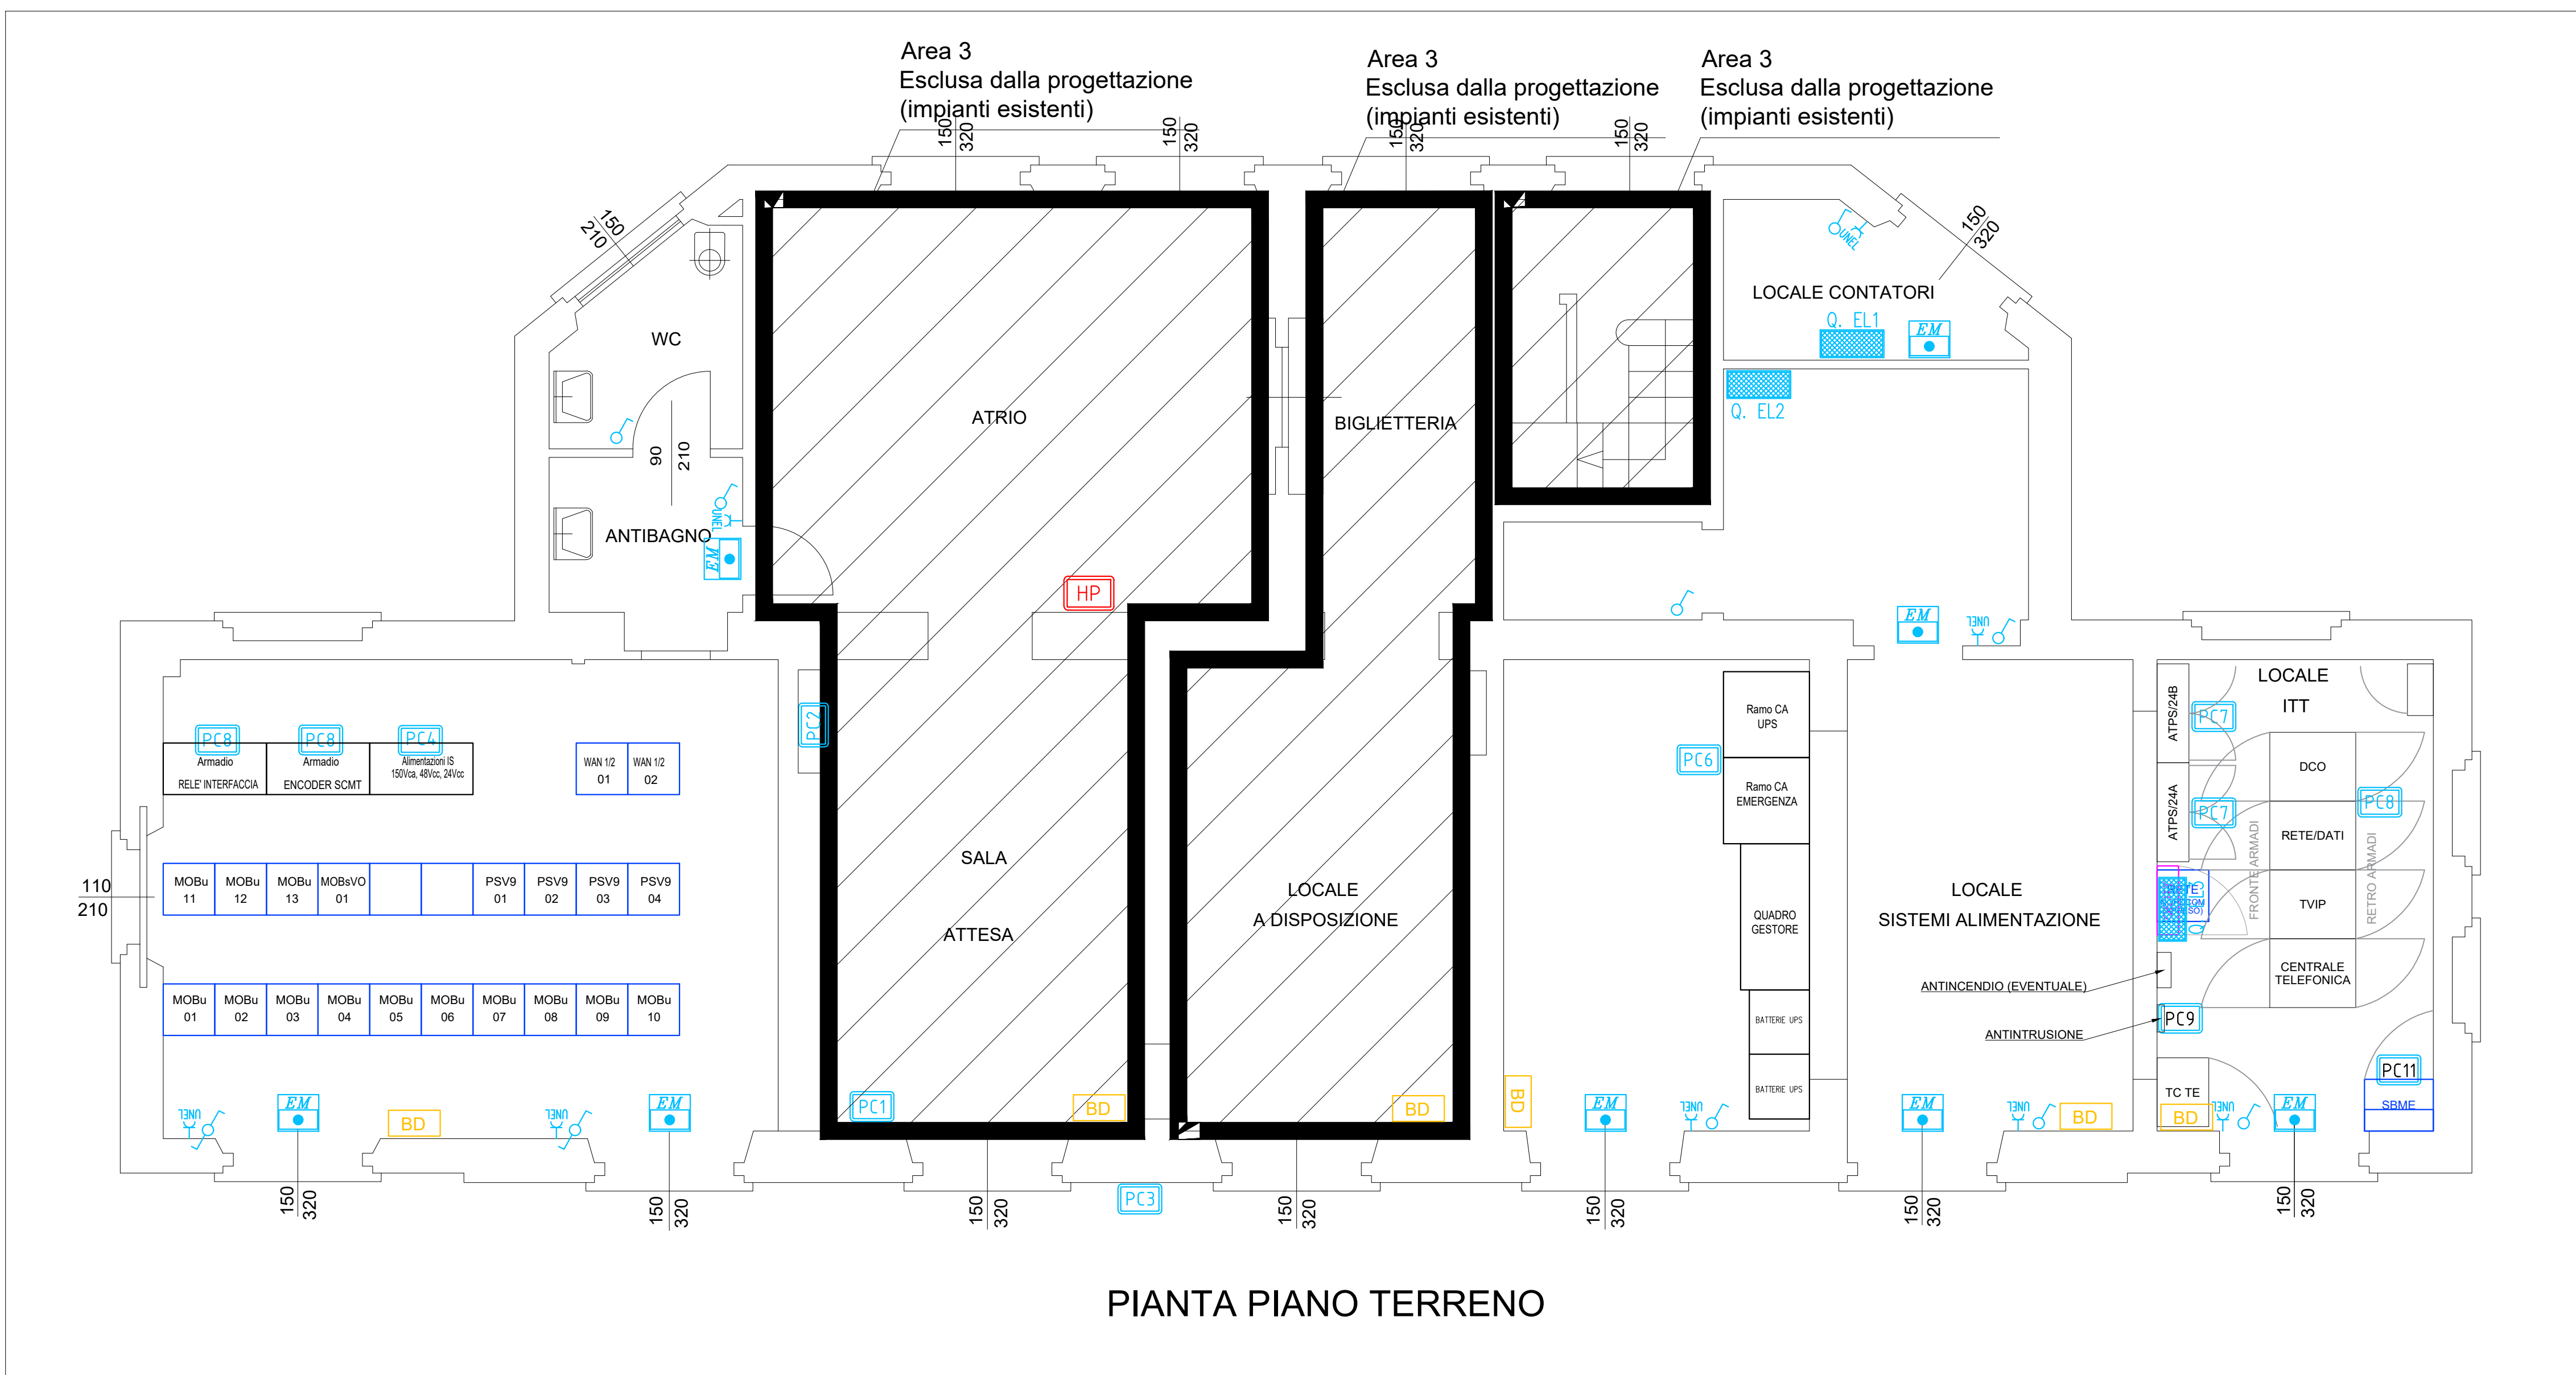 Area 3
Esclusa dalla progettazione
(impianti esistenti)
Area 3
Esclusa dalla progettazione
(impianti esistenti)
Area 3
Esclusa dalla progettazione
(impianti esistenti)
150
320
150
320
150
320
150
320
150
210
150
320
UNEL
LOCALE CONTATORI
Q. EL1
EM
WC
Q. EL2
ATRIO
BIGLIETTERIA
90
210
UNEL
ANTIBAGNO
EM
HP
EM
UNEL
LOCALE
ITT
PC2
PC8
PC8
PC4
Armadio
RELE' INTERFACCIA
Armadio
ENCODER SCMT
Alimentazioni IS
150Vca, 48Vcc, 24Vcc
WAN 1/2
01
WAN 1/2
02
Ramo CA
UPS
PC6
Ramo CA
EMERGENZA
ATPS/24B
PC7
ATPS/24A
PC7
DCO
PC8
RETE/DATI
FRONTE ARMADI
RETRO ARMADI
TVIP
CENTRALE
TELEFONICA
110
210
MOBu
11
MOBu
12
MOBu
13
MOBsVO
01
PSV9
01
PSV9
02
PSV9
03
PSV9
04
SALA
ATTESA
LOCALE
A DISPOSIZIONE
QUADRO
GESTORE
LOCALE
SISTEMI ALIMENTAZIONE
RETE
ANTINCENDIO (EVENTUALE)
PC9
ANTINTRUSIONE
MOBu
01
MOBu
02
MOBu
03
MOBu
04
MOBu
05
MOBu
06
MOBu
07
MOBu
08
MOBu
09
MOBu
10
BATTERIE UPS
BATTERIE UPS
PC11
SBME
TC TE
UNEL
EM
BD
UNEL
EM
PC1
BD
BD
BD
EM
UNEL
EM
UNEL
BD
BD
UNEL
EM
PC3
150
320
150
320
150
320
150
320
150
320
150
320
150
320
PIANTA PIANO TERRENO